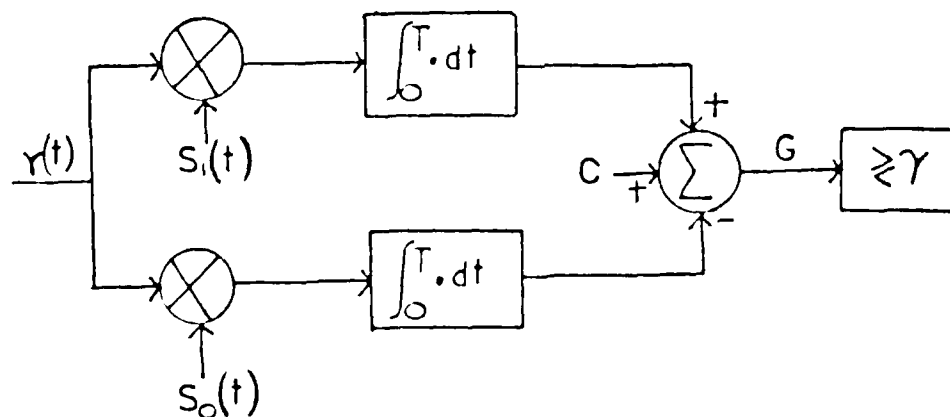 ∫₀ᵀ · dt
r(t)
S₁(t)
+
C
+
Σ
G
≷ γ
-
∫₀ᵀ · dt
S₀(t)